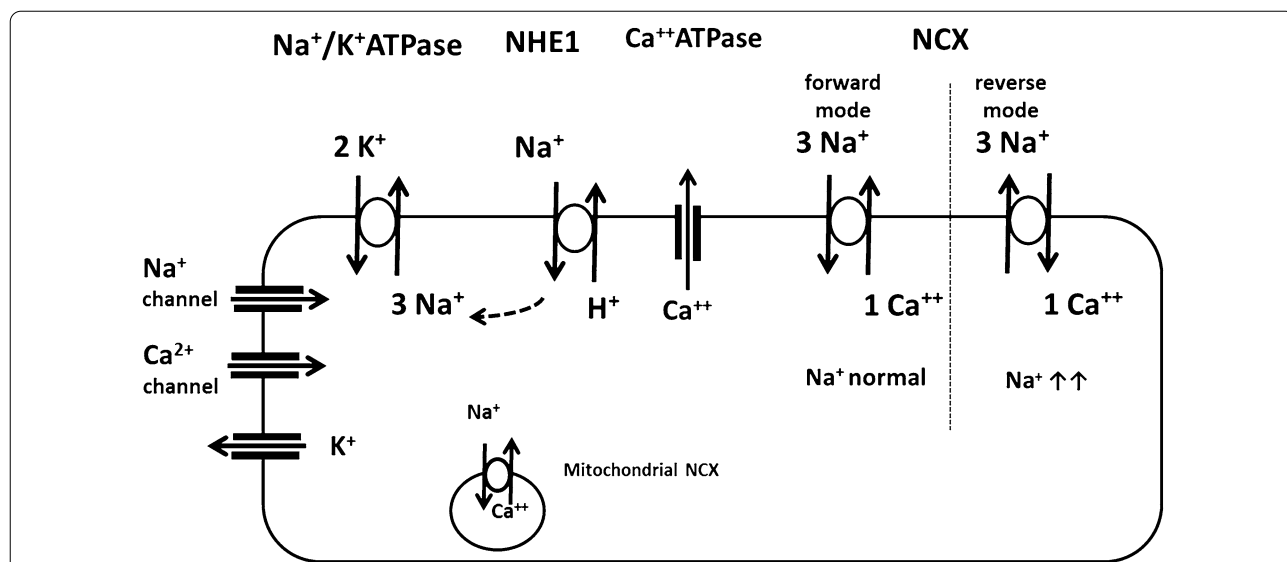 Na⁺/K⁺ATPase
NHE1
Ca⁺⁺ATPase
NCX
forward
mode
reverse
mode
2 K⁺
Na⁺
3 Na⁺
3 Na⁺
Na⁺
channel
3 Na⁺
H⁺
Ca⁺⁺
1 Ca⁺⁺
1 Ca⁺⁺
Ca²⁺
channel
Na⁺ normal
Na⁺ ↑↑
K⁺
Na⁺
Mitochondrial NCX
Ca⁺⁺